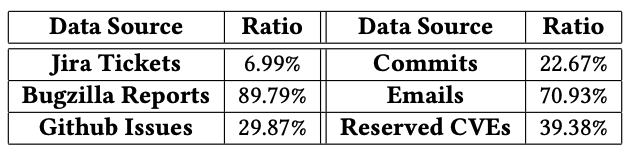 Data Source Ratio Data Source Ratio
Jira Tickets 6.99% Commits 22.67%
Bugzilla Reports 89.79% Emails 70.93%
Github Issues 29.87% Reserved CVEs 39.38%